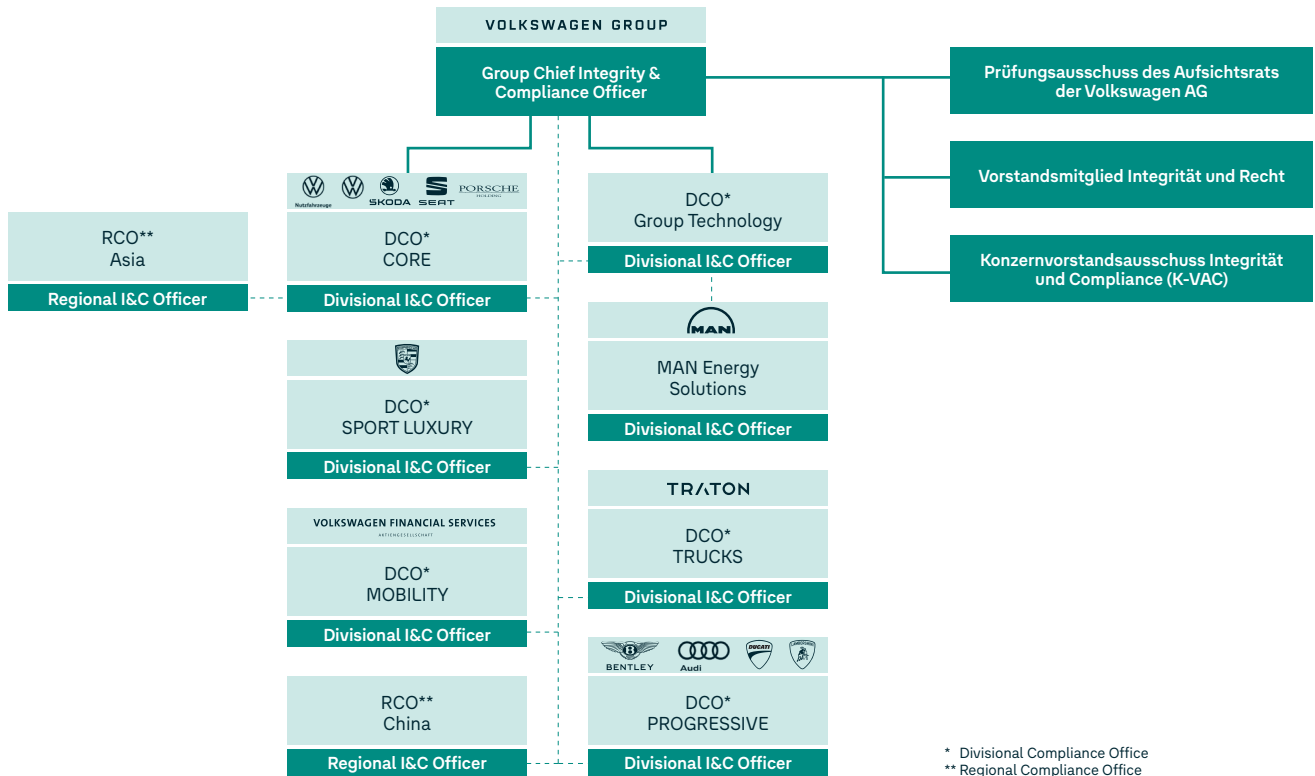 VOLKSWAGEN GROUP
Group Chief Integrity &
Compliance Officer
Prüfungsausschuss des Aufsichtsrats
der Volkswagen AG
Vorstandsmitglied Integrität und Recht
Konzernvorstandsausschuss Integrität
und Compliance (K-VAC)
RCO**
Asia
Regional I&C Officer
Nutzfahrzeuge
ŠKODA
SEAT
PORSCHE
HOLDING
DCO*
CORE
Divisional I&C Officer
DCO*
SPORT LUXURY
Divisional I&C Officer
VOLKSWAGEN FINANCIAL SERVICES
AKTIENGESELLSCHAFT
DCO*
MOBILITY
Divisional I&C Officer
RCO**
China
Regional I&C Officer
DCO*
Group Technology
Divisional I&C Officer
MAN
MAN Energy
Solutions
Divisional I&C Officer
TRATON
DCO*
TRUCKS
Divisional I&C Officer
BENTLEY
Audi
DUCATI
DCO*
PROGRESSIVE
Divisional I&C Officer
* Divisional Compliance Office
** Regional Compliance Office